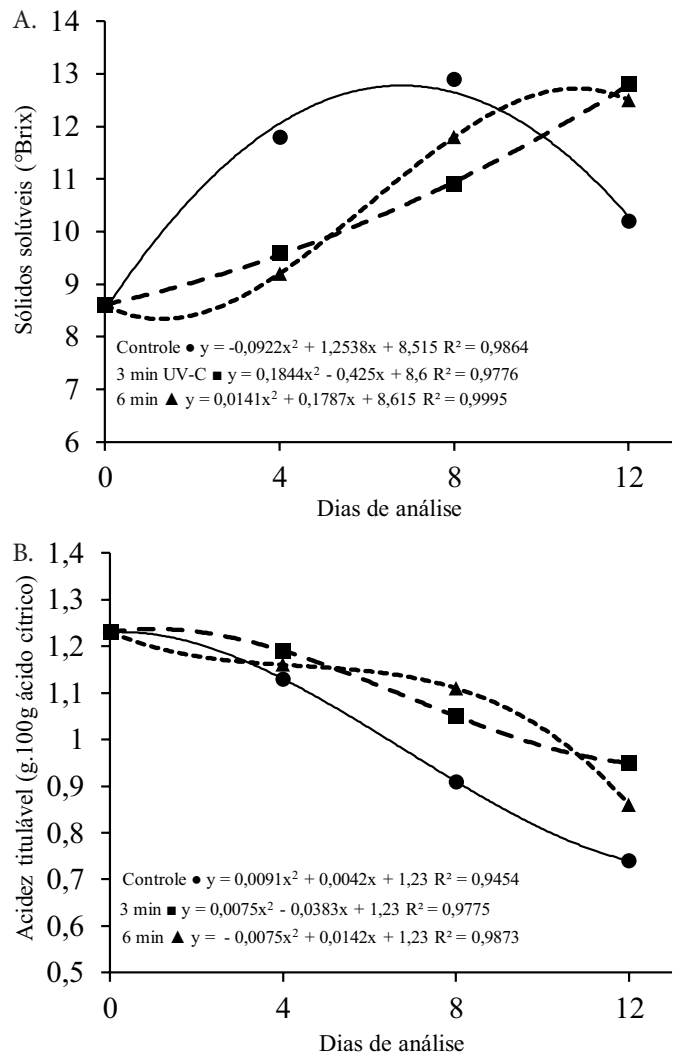 A.
14
13
12
11
10
9
8
7
6
Sólidos solúveis (°Brix)
Controle ● y = -0,0922x² + 1,2538x + 8,515 R² = 0,9864
3 min UV-C ■ y = 0,1844x² - 0,425x + 8,6 R² = 0,9776
6 min ▲ y = 0,0141x² + 0,1787x + 8,615 R² = 0,9995
0 4 8 12
Dias de análise
B.
1,4
1,3
1,2
1,1
1
0,9
0,8
0,7
0,6
0,5
Acidez titulável (g.100g ácido cítrico)
Controle ● y = 0,0091x² + 0,0042x + 1,23 R² = 0,9454
3 min ■ y = 0,0075x² - 0,0383x + 1,23 R² = 0,9775
6 min ▲ y = - 0,0075x² + 0,0142x + 1,23 R² = 0,9873
0 4 8 12
Dias de análise